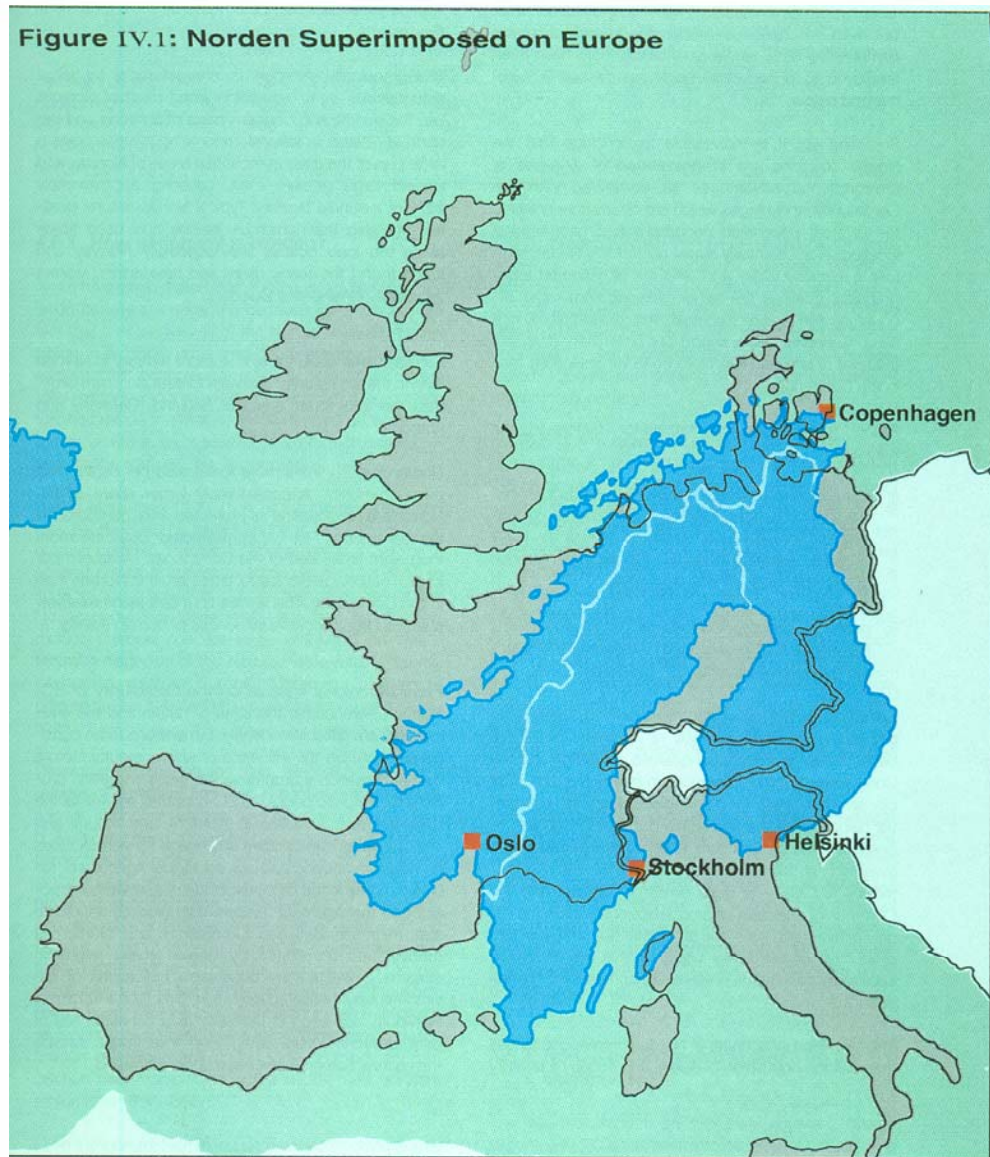 Figure IV.1: Norden Superimposed on Europe
Copenhagen
Oslo
Helsinki
Stockholm